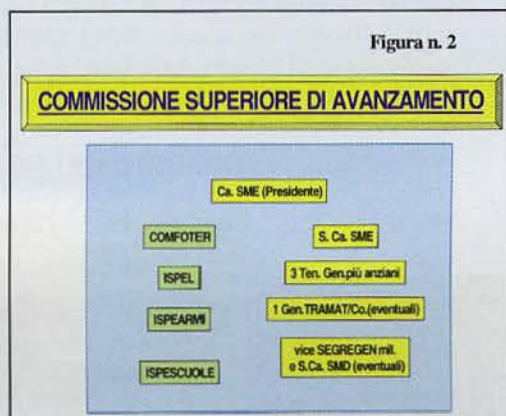 Figura n. 2
COMMISSIONE SUPERIORE DI AVANZAMENTO
Ca. SME (Presidente)
COMFOTER
S. Ca. SME
ISPEL
3 Ten. Gen.più anziani
ISPEARMI
1 Gen.TRAMAT/Co.(eventuali)
ISPESCUOLE
vice SEGREGEN mil.
e S.Ca. SMD (eventuali)